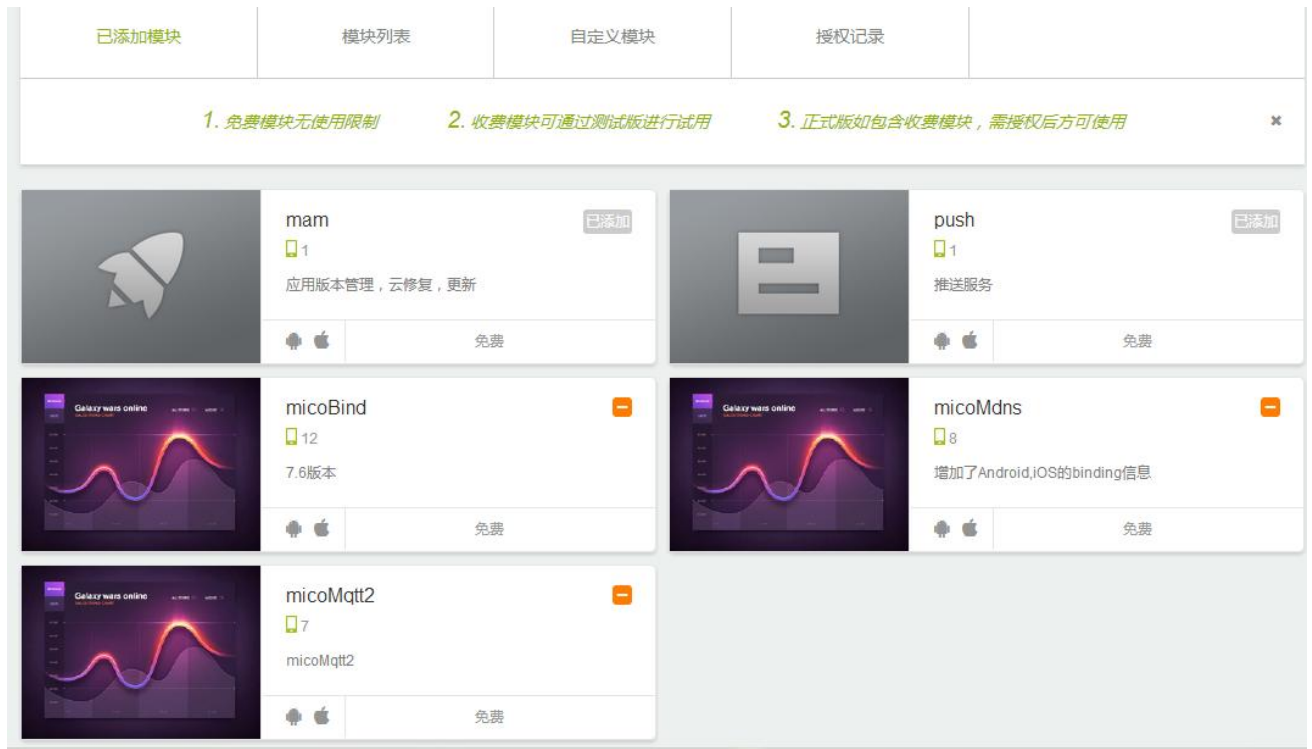 已添加模块
模块列表
自定义模块
授权记录
1. 免费模块无使用限制
2. 收费模块可通过测试版进行试用
3. 正式版如包含收费模块，需授权后方可使用
mam
已添加
1
应用版本管理，云修复，更新
免费
push
已添加
1
推送服务
免费
Galaxy wars online
micoBind
12
7.6版本
免费
Galaxy wars online
micoMdns
8
增加了Android,iOS的binding信息
免费
Galaxy wars online
micoMqtt2
7
micoMqtt2
免费